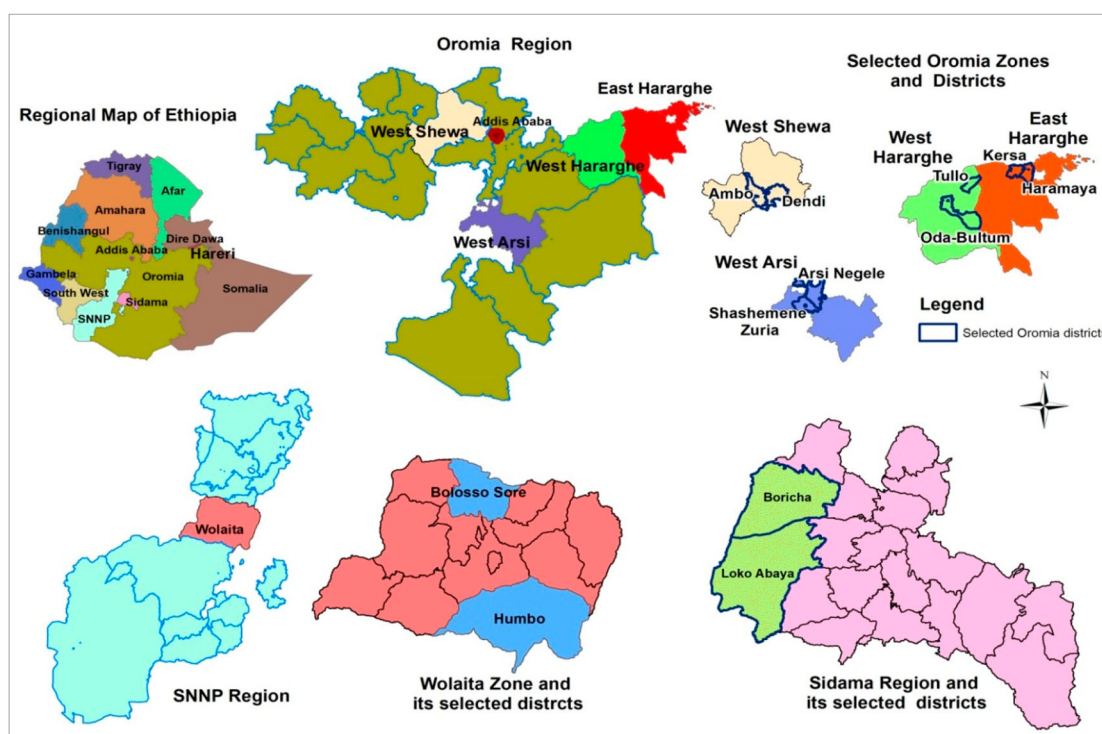 Oromia Region
Selected Oromia Zones
and Districts
Regional Map of Ethiopia
Tigray
Afar
Amahara
Benishangul
Dire Dawa
Addis Ababa
Hareri
Gambela
Oromia
South West
Sidama
Somalia
SNNP
East Hararghe
Addis Ababa
West Shewa
West Hararghe
West Arsi
West Shewa
Ambo
Dendi
West Arsi
Arsi Negele
Shashemene
Zuria
East
Hararghe
West
Hararghe
Kersa
Tullo
Haramaya
Oda-Bultum
Legend
Selected Oromia districts
N
Wolaita
SNNP Region
Bolosso Sore
Humbo
Wolaita Zone and
its selected distrcts
Boricha
Loko Abaya
Sidama Region and
its selected districts